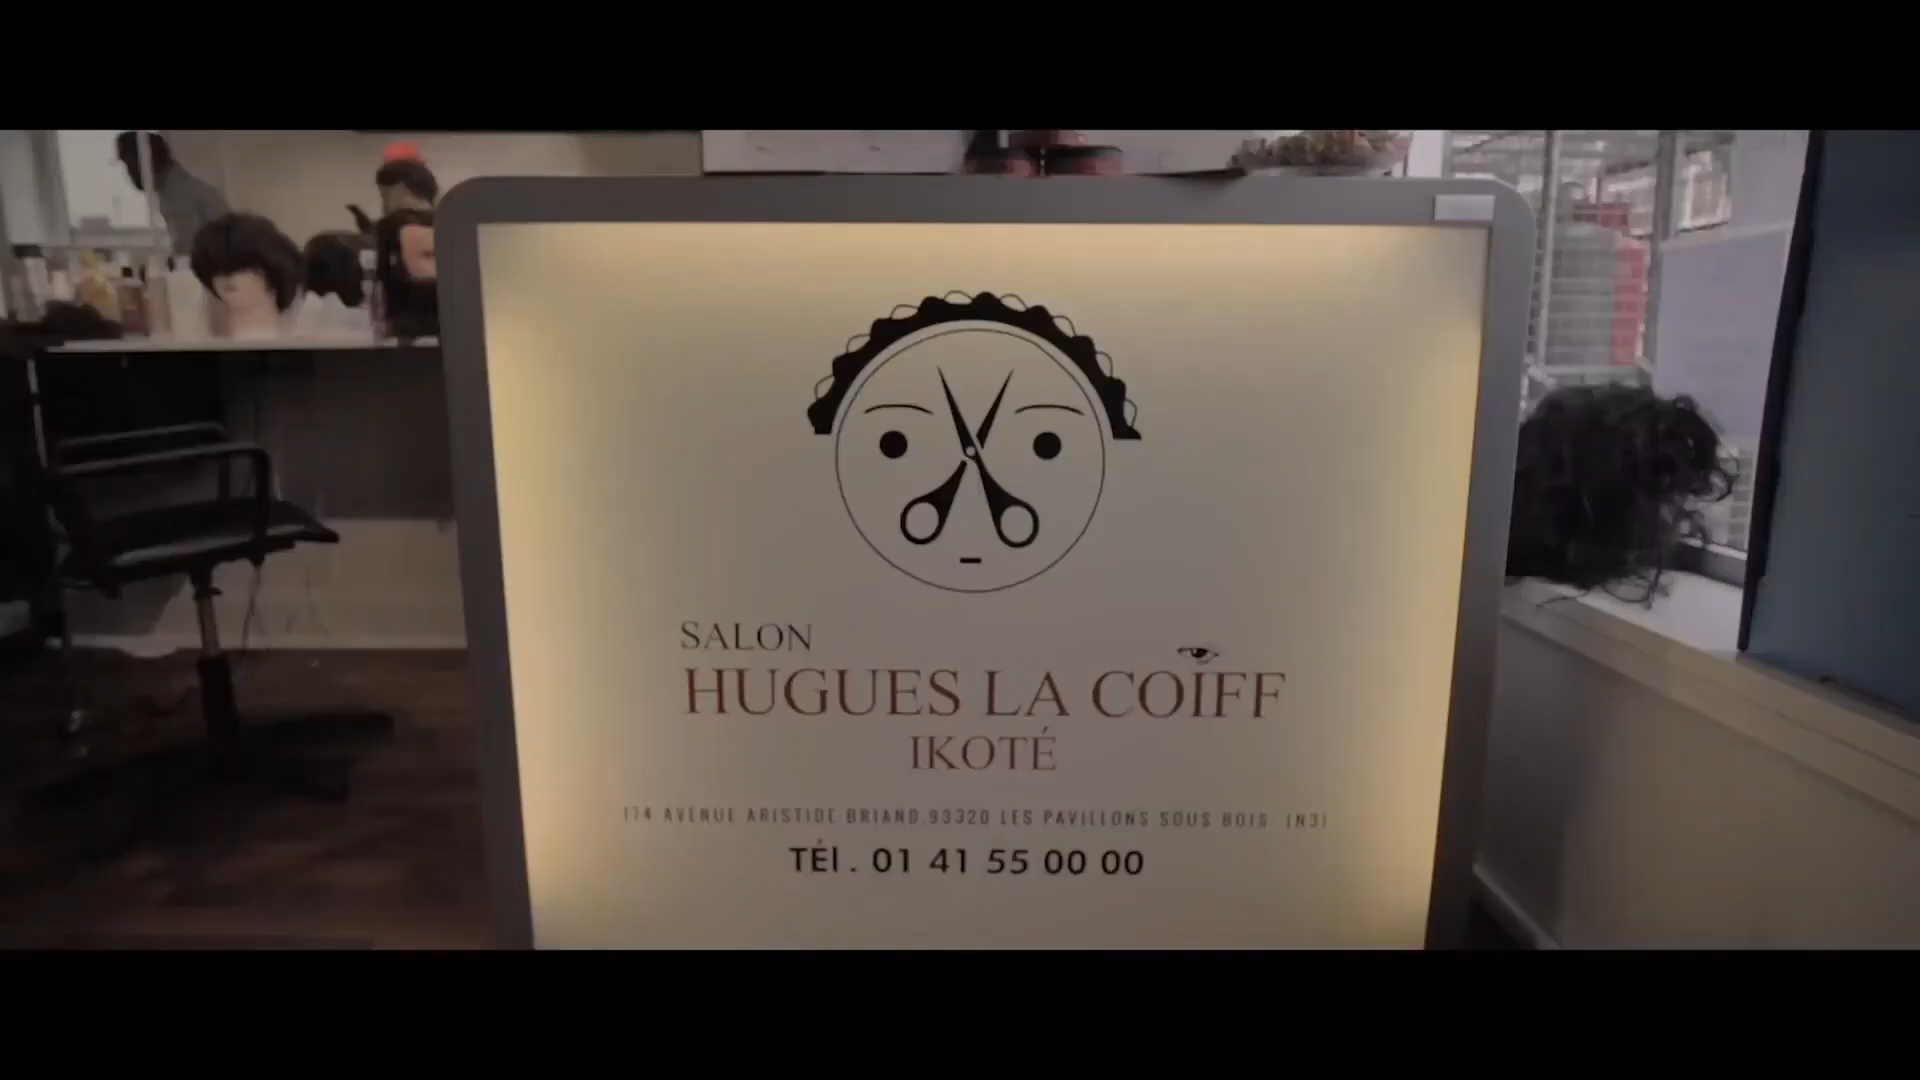 SALON
HUGUES LA COIFF
IKOTÉ
174 AVENUE ARISTIDE BRIAND.93320 LES PAVILLONS SOUS BOIS (N3)
TÉl. 01 41 55 00 00